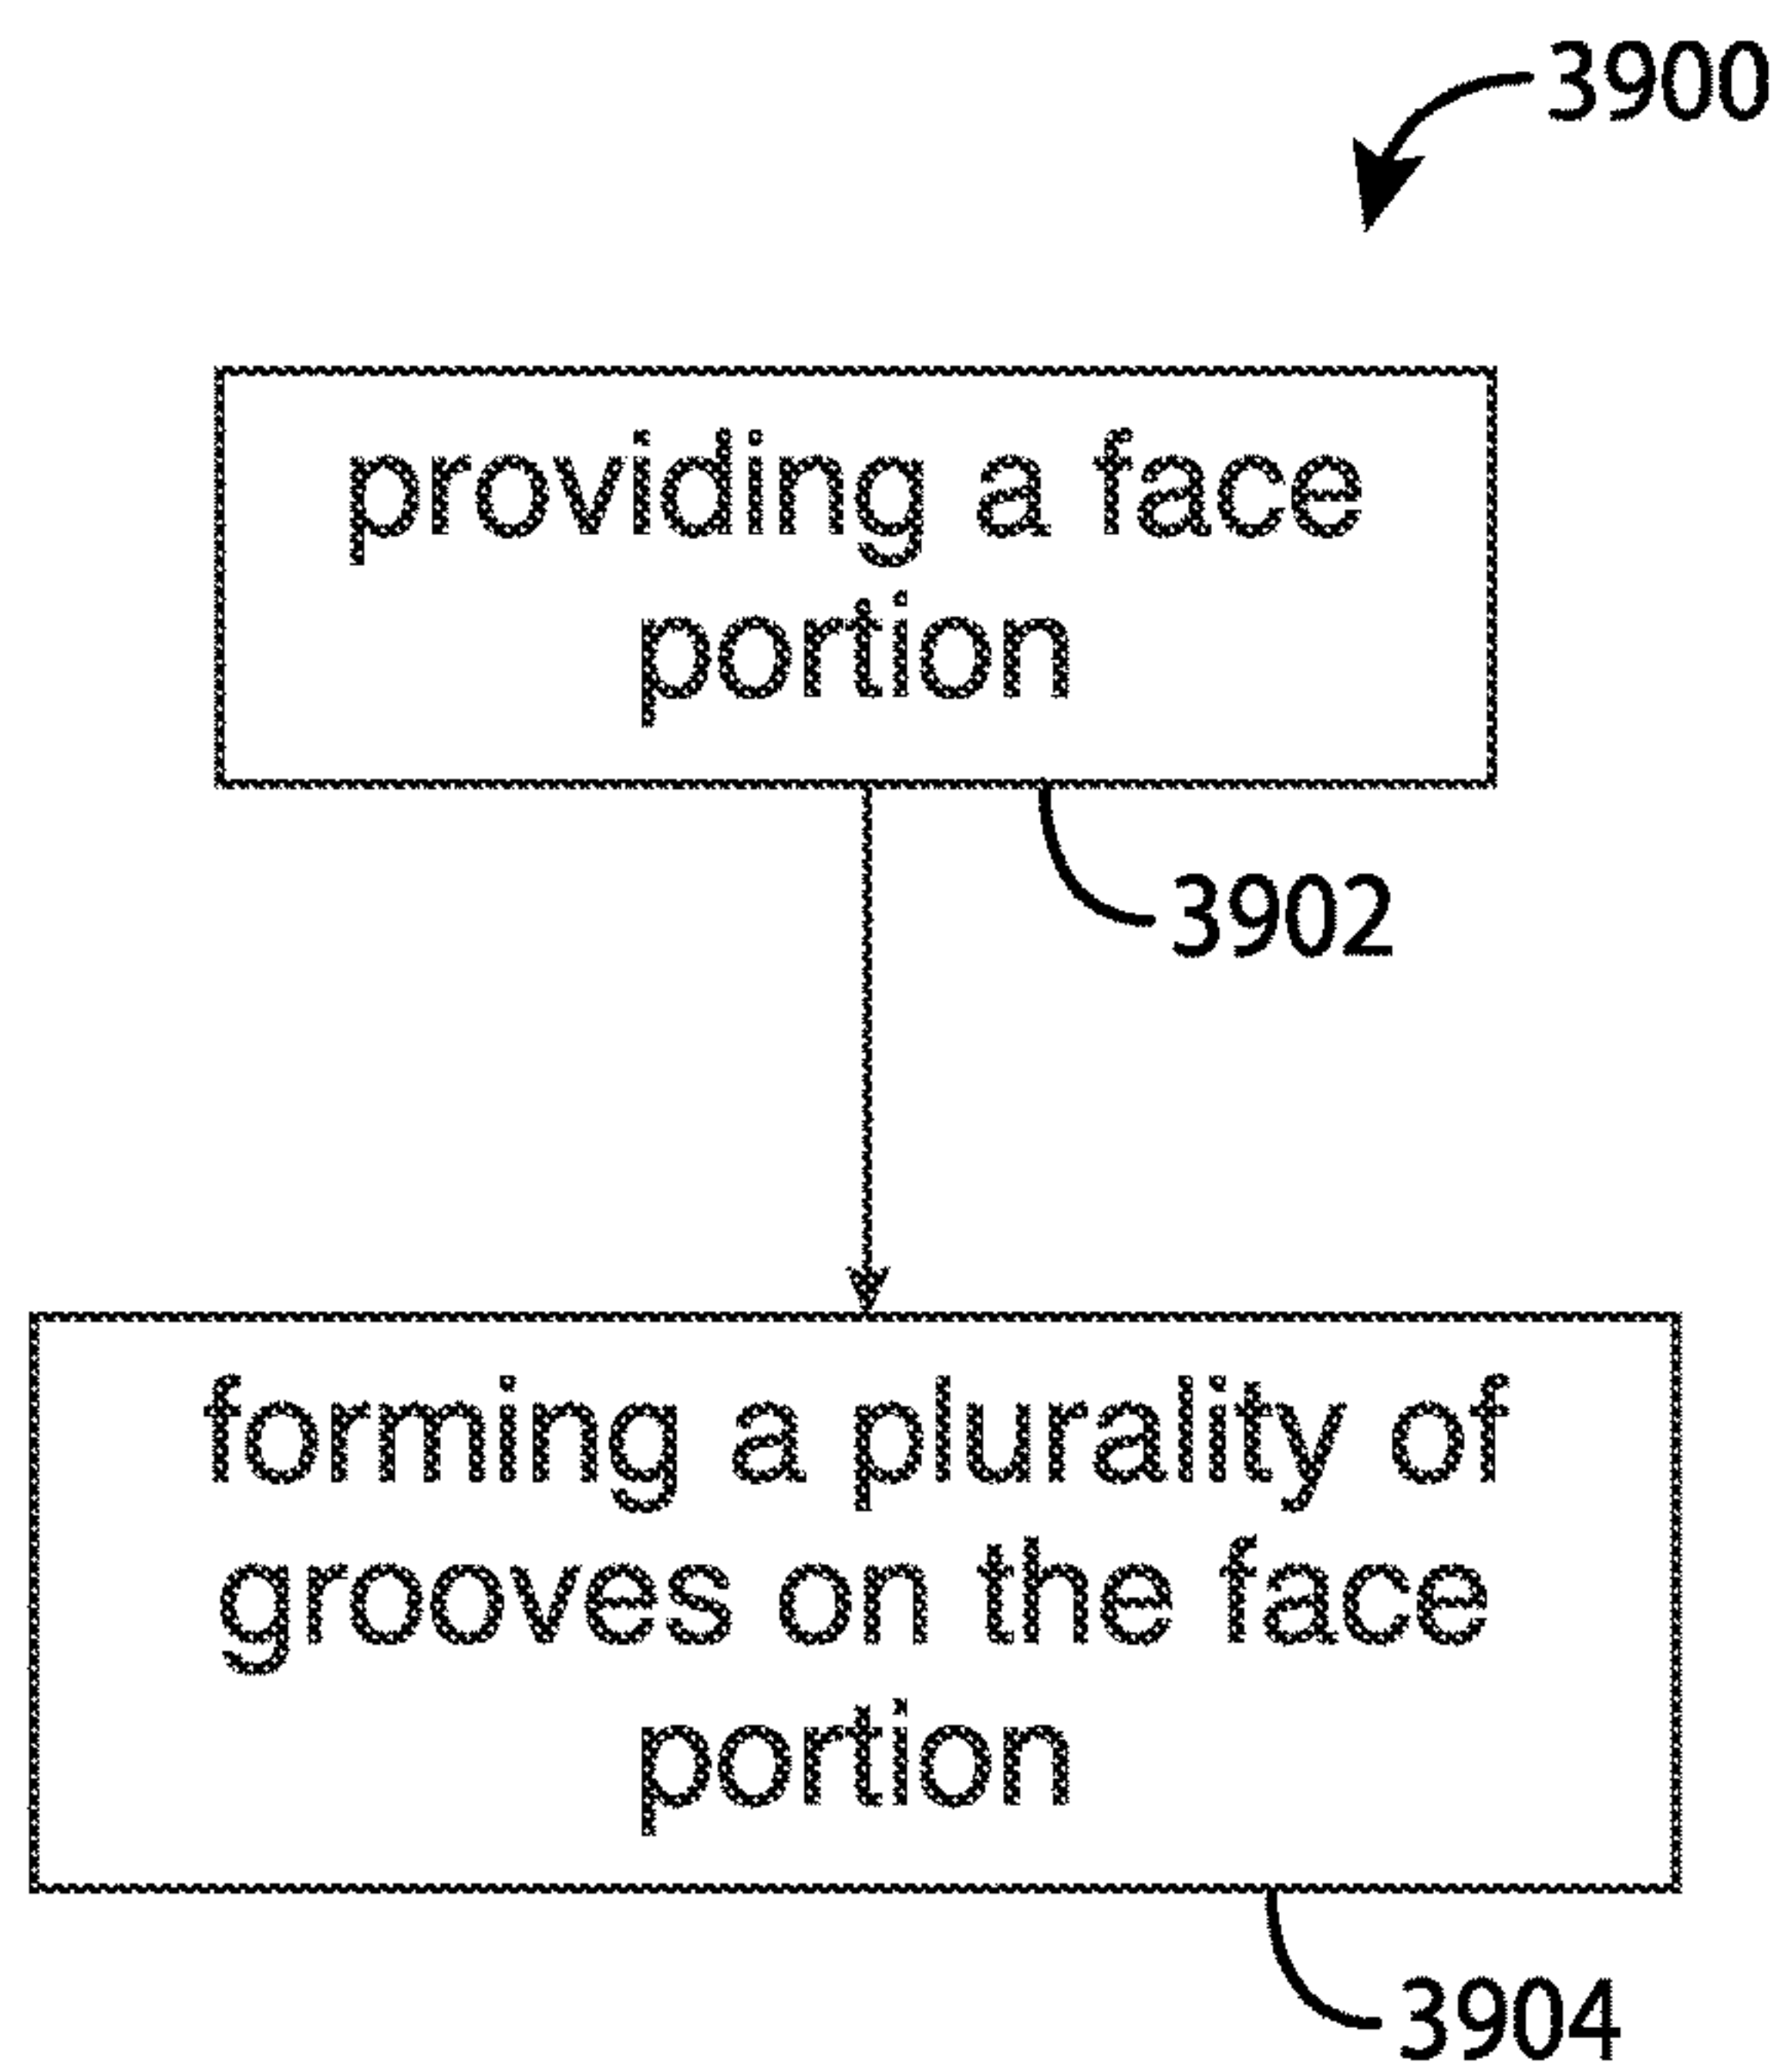 3900
providing a face
portion
3902
forming a plurality of
grooves on the face
portion
3904